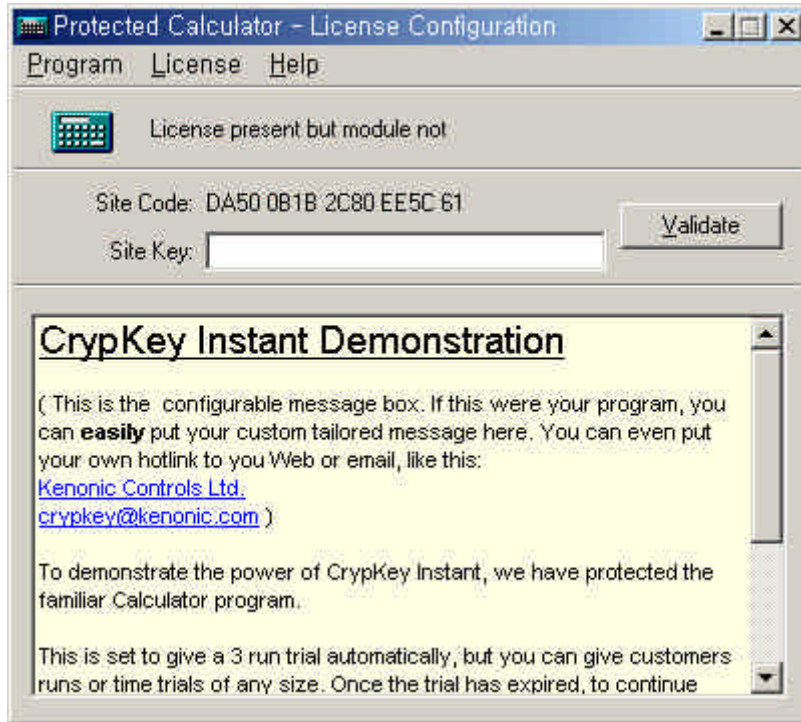 Protected Calculator - License Configuration
Program License Help
License present but module not
Site Code: DA50 0B1B 2C80 EE5C 61
Site Key:
Validate
CrypKey Instant Demonstration
( This is the configurable message box. If this were your program, you
can easily put your custom tailored message here. You can even put
your own hotlink to you Web or email, like this:
Kenonic Controls Ltd.
crypkey@kenonic.com )
To demonstrate the power of CrypKey Instant, we have protected the
familiar Calculator program.
This is set to give a 3 run trial automatically, but you can give customers
runs or time trials of any size. Once the trial has expired, to continue